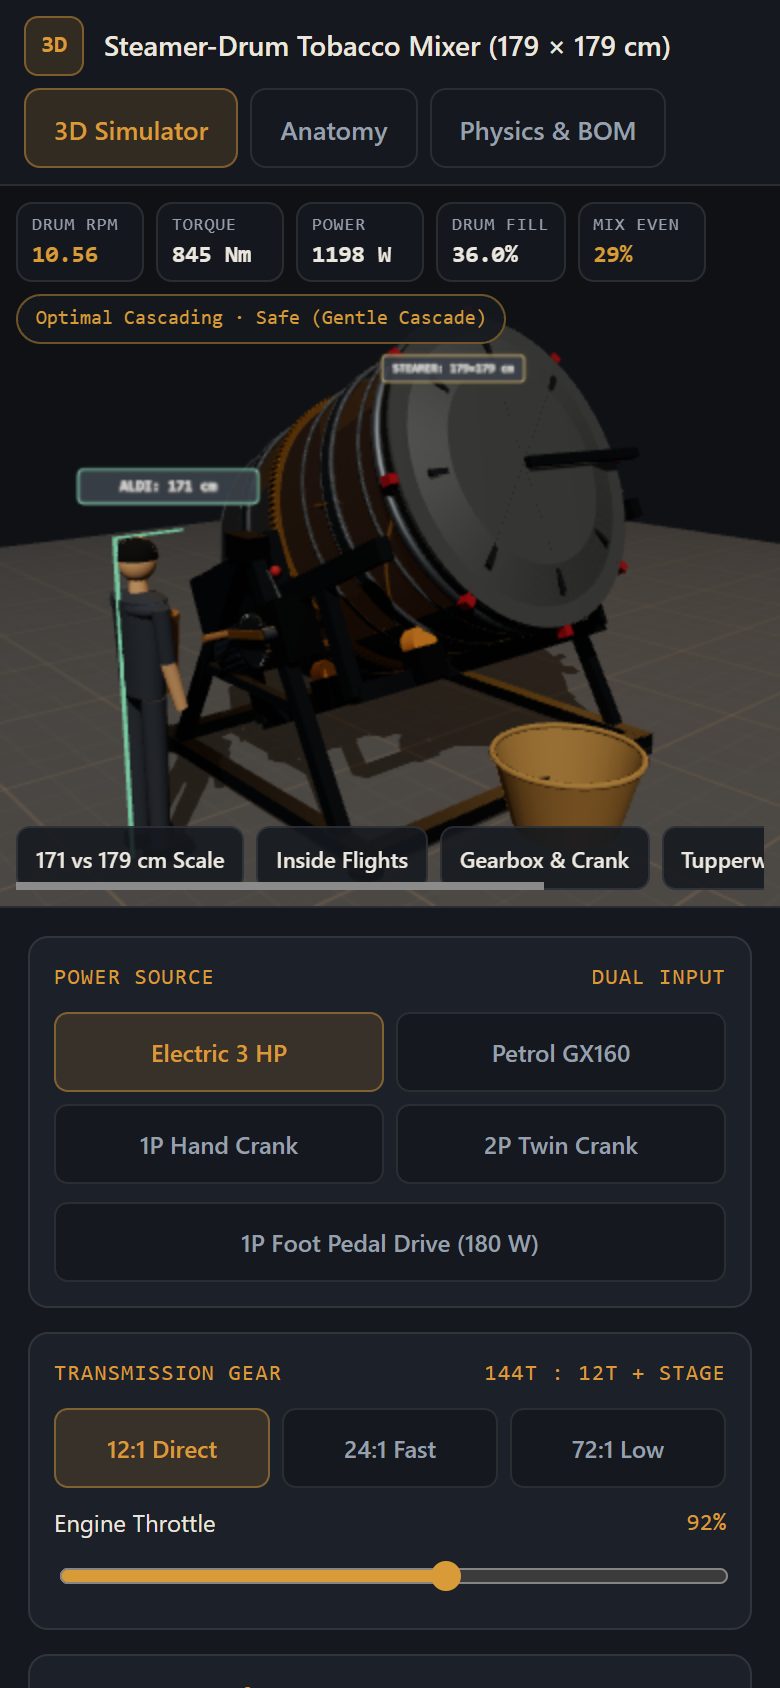 3D
Steamer-Drum Tobacco Mixer (179 × 179 cm)
3D Simulator
Anatomy
Physics & BOM
DRUM RPM
10.56
TORQUE
845 Nm
POWER
1198 W
DRUM FILL
36.0%
MIX EVEN
29%
Optimal Cascading · Safe (Gentle Cascade)
STEAMER: 179×179 cm
ALDI: 171 cm
171 vs 179 cm Scale
Inside Flights
Gearbox & Crank
Tupperw
POWER SOURCE
DUAL INPUT
Electric 3 HP
Petrol GX160
1P Hand Crank
2P Twin Crank
1P Foot Pedal Drive (180 W)
TRANSMISSION GEAR
144T : 12T + STAGE
12:1 Direct
24:1 Fast
72:1 Low
Engine Throttle
92%